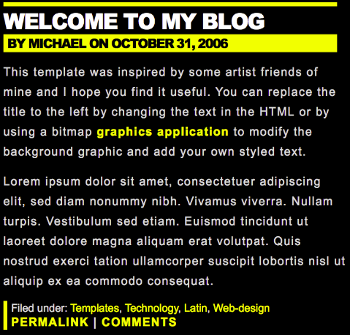 WELCOME TO MY BLOG
BY MICHAEL ON OCTOBER 31, 2006
This template was inspired by some artist friends of
mine and I hope you find it useful. You can replace the
title to the left by changing the text in the HTML or by
using a bitmap graphics application to modify the
background graphic and add your own styled text.
Lorem ipsum dolor sit amet, consectetuer adipiscing
elit, sed diam nonummy nibh. Vivamus viverra. Nullam
turpis. Vestibulum sed etiam. Euismod tincidunt ut
laoreet dolore magna aliquam erat volutpat. Quis
nostrud exerci tation ullamcorper suscipit lobortis nisl ut
aliquip ex ea commodo consequat.
Filed under: Templates, Technology, Latin, Web-design
PERMALINK | COMMENTS